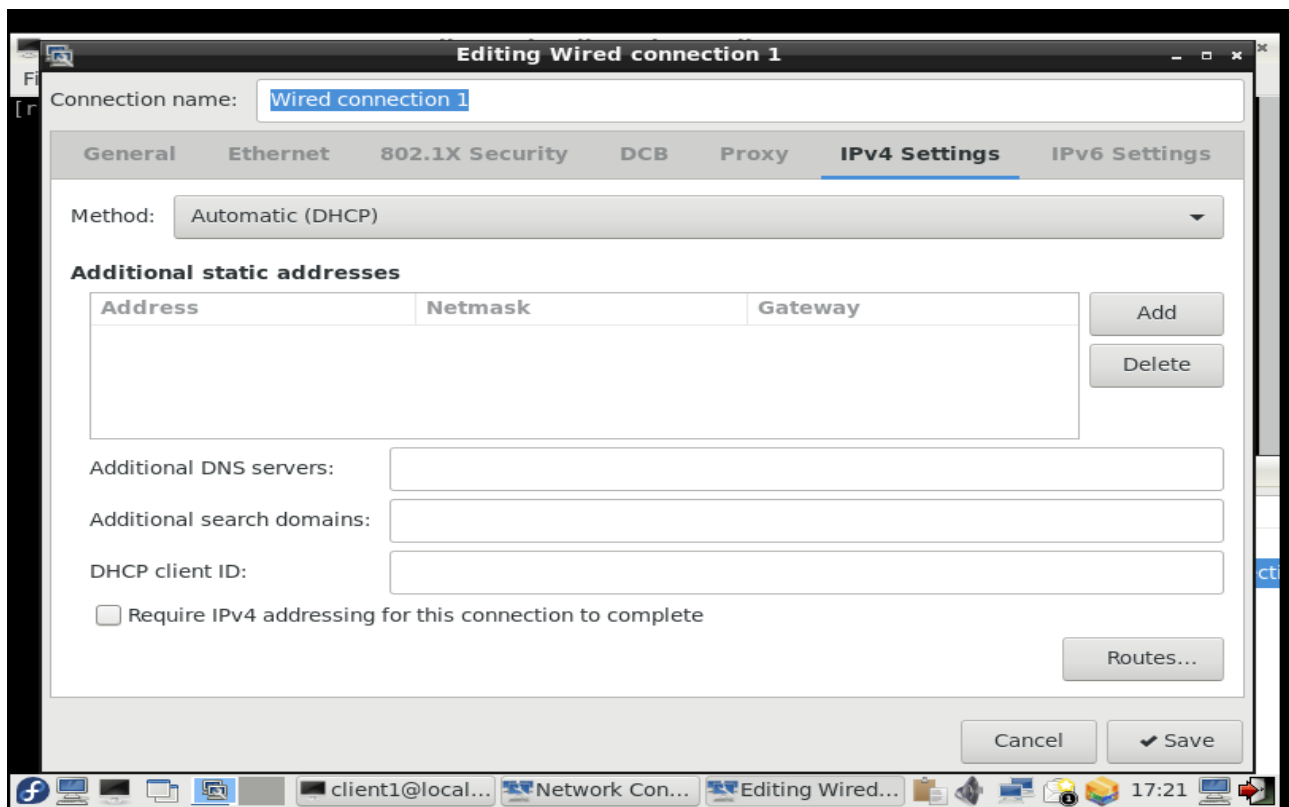 Editing Wired connection 1
Fi
Connection name: Wired connection 1
[r
General Ethernet 802.1X Security DCB Proxy IPv4 Settings IPv6 Settings
Method: Automatic (DHCP)
Additional static addresses
Address Netmask Gateway
Add
Delete
Additional DNS servers:
Additional search domains:
DHCP client ID:
cti
Require IPv4 addressing for this connection to complete
Routes...
Cancel Save
client1@local... Network Con... Editing Wired... 17:21